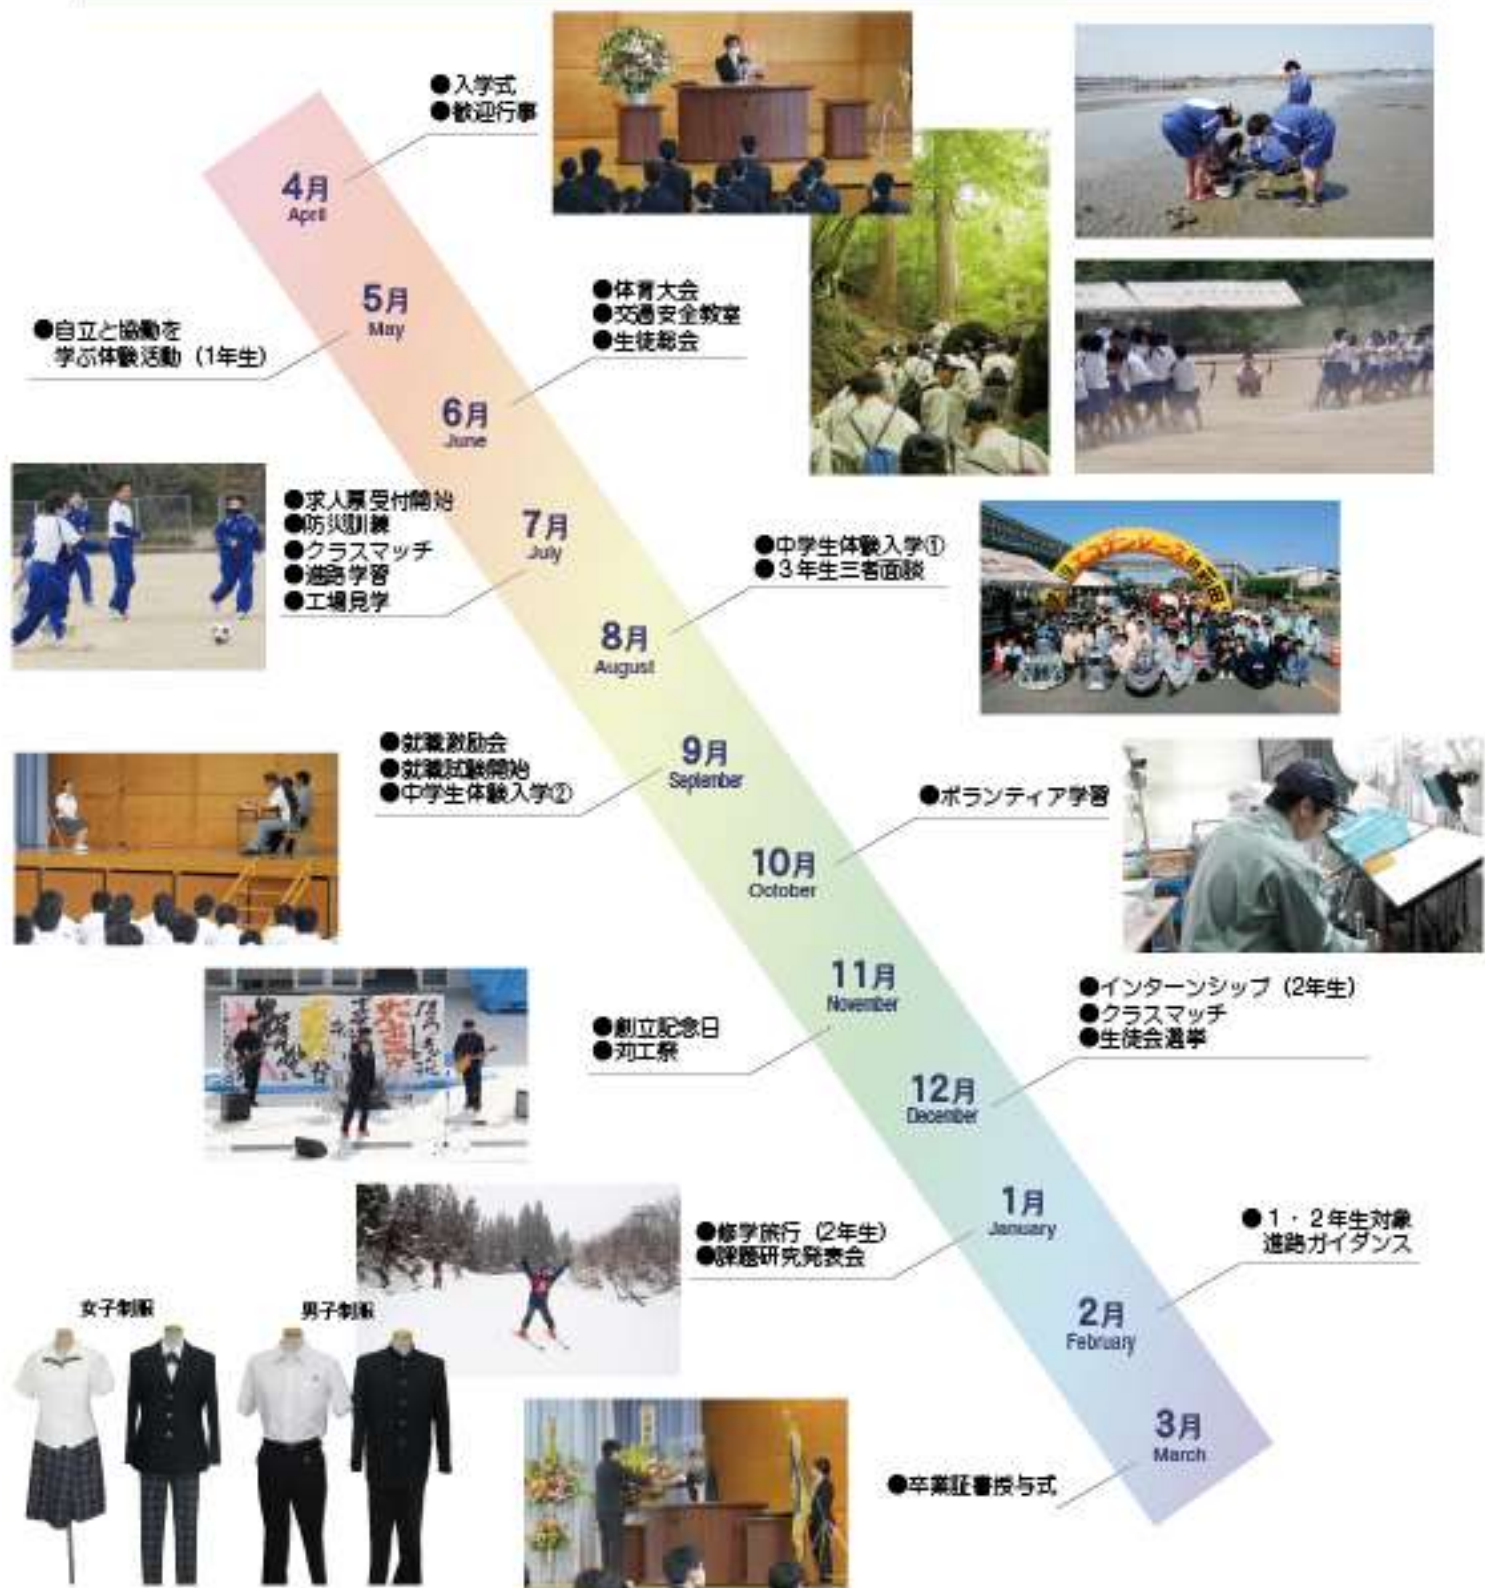 ●入学式
●歓迎行事
4月
April
5月
May
●自立と協働を
学ぶ体験活動（1年生）
●体育大会
●交通安全教室
●生徒総会
6月
June
●求人票受付開始
●防災訓練
●クラスマッチ
●進路学習
●工場見学
7月
July
●中学生体験入学①
●3年生三者面談
8月
August
●就職激励会
●就職試験開始
●中学生体験入学②
9月
September
●ボランティア学習
10月
October
●創立記念日
●苅工祭
11月
November
●インターンシップ（2年生）
●クラスマッチ
●生徒会選挙
12月
December
●修学旅行（2年生）
●課題研究発表会
1月
January
●1・2年生対象
進路ガイダンス
2月
February
●卒業証書授与式
3月
March
女子制服
男子制服